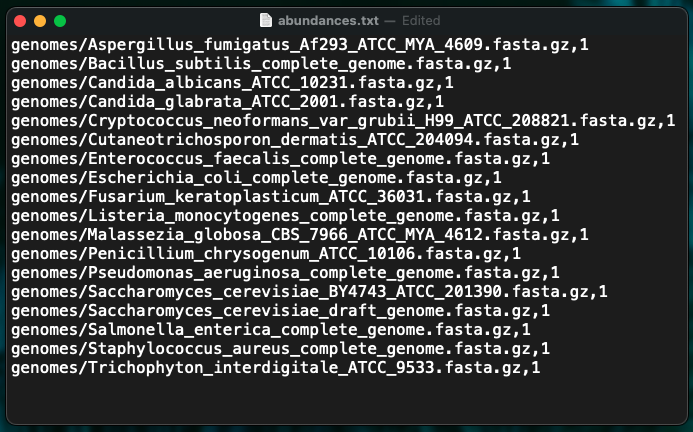 abundances.txt — Edited
genomes/Aspergillus_fumigatus_Af293_ATCC_MYA_4609.fasta.gz,1
genomes/Bacillus_subtilis_complete_genome.fasta.gz,1
genomes/Candida_albicans_ATCC_10231.fasta.gz,1
genomes/Candida_glabrata_ATCC_2001.fasta.gz,1
genomes/Cryptococcus_neoformans_var_grubii_H99_ATCC_208821.fasta.gz,1
genomes/Cutaneotrichosporon_dermatis_ATCC_204094.fasta.gz,1
genomes/Enterococcus_faecalis_complete_genome.fasta.gz,1
genomes/Escherichia_coli_complete_genome.fasta.gz,1
genomes/Fusarium_keratoplasticum_ATCC_36031.fasta.gz,1
genomes/Listeria_monocytogenes_complete_genome.fasta.gz,1
genomes/Malassezia_globosa_CBS_7966_ATCC_MYA_4612.fasta.gz,1
genomes/Penicillium_chrysogenum_ATCC_10106.fasta.gz,1
genomes/Pseudomonas_aeruginosa_complete_genome.fasta.gz,1
genomes/Saccharomyces_cerevisiae_BY4743_ATCC_201390.fasta.gz,1
genomes/Saccharomyces_cerevisiae_draft_genome.fasta.gz,1
genomes/Salmonella_enterica_complete_genome.fasta.gz,1
genomes/Staphylococcus_aureus_complete_genome.fasta.gz,1
genomes/Trichophyton_interdigitale_ATCC_9533.fasta.gz,1